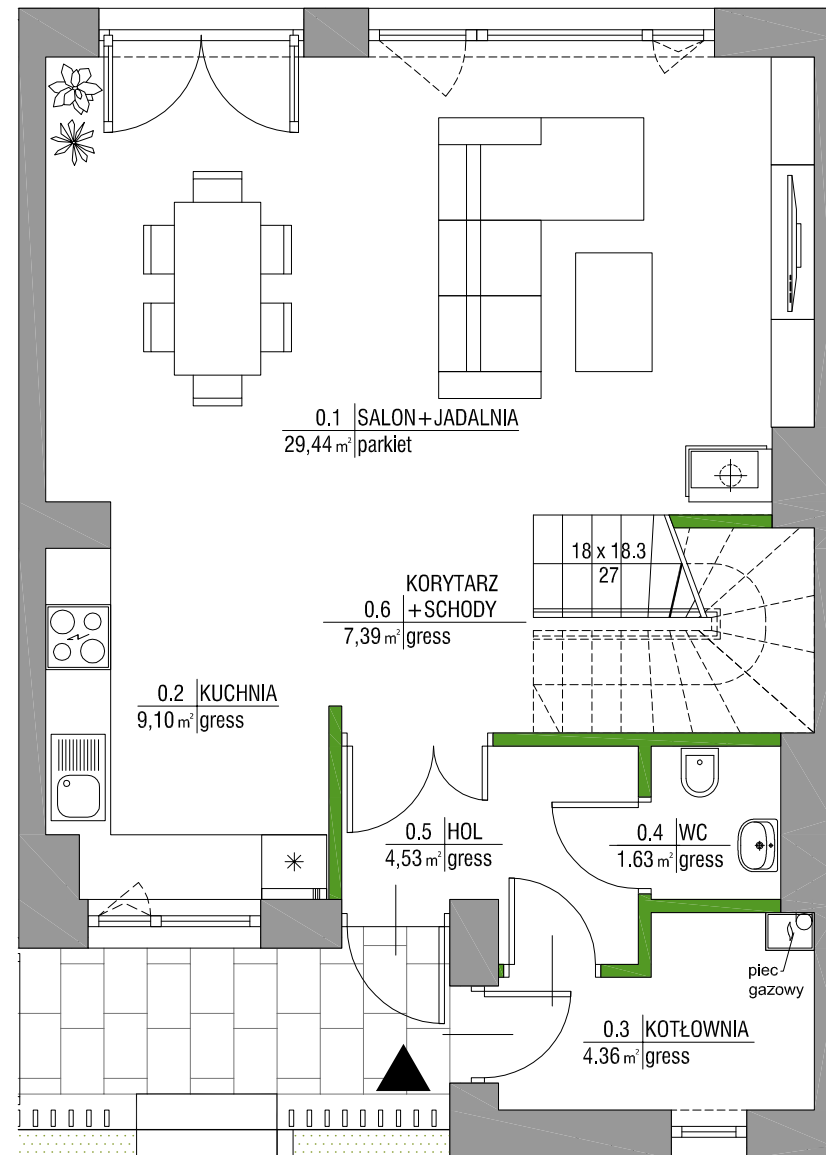 0.1 SALON+JADALNIA
29,44 m² parkiet
18 x 18.3
27
KORYTARZ
0.6 +SCHODY
7,39 m² gress
0.2 KUCHNIA
9,10 m² gress
0.5 HOL
4,53 m² gress
0.4 WC
1.63 m² gress
piec
gazowy
0.3 KOTŁOWNIA
4.36 m² gress